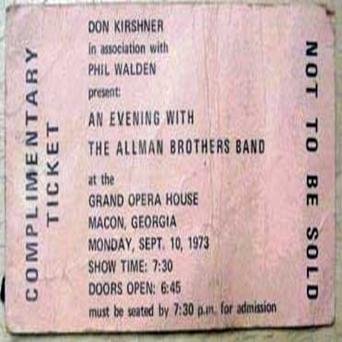 COMPLIMENTARY
TICKET
DON KIRSHNER
in association with
PHIL WALDEN
present:
AN EVENING WITH
THE ALLMAN BROTHERS BAND
at the
GRAND OPERA HOUSE
MACON, GEORGIA
MONDAY, SEPT. 10, 1973
SHOW TIME: 7:30
DOORS OPEN: 6:45
must be seated by 7:30 p.m. for admission
NOT TO BE SOLD